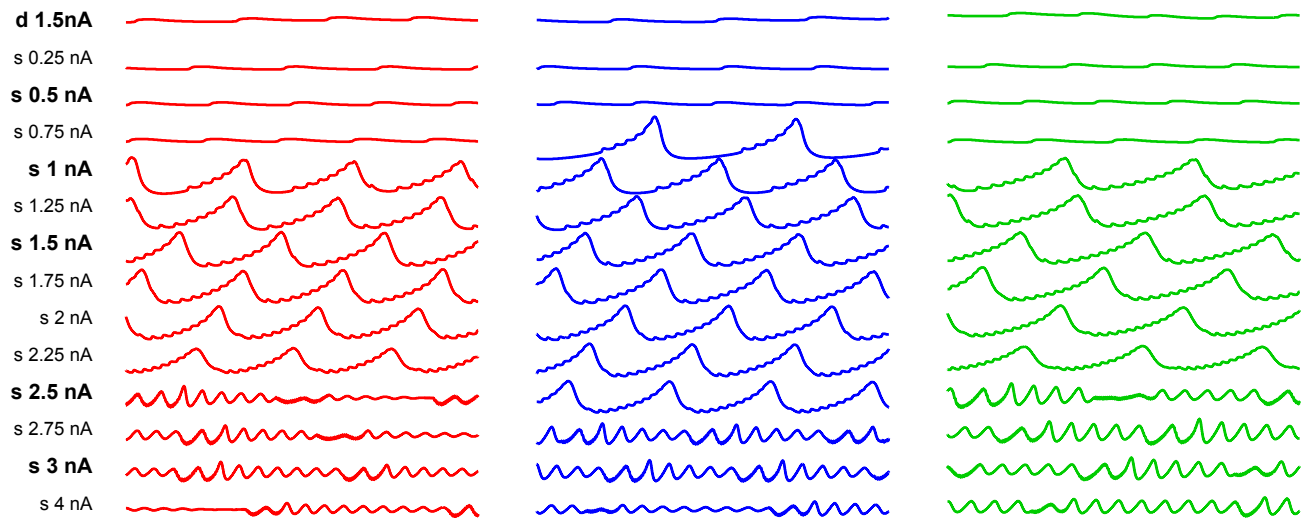 d 1.5nA
s 0.25 nA
s 0.5 nA
s 0.75 nA
s 1 nA
s 1.25 nA
s 1.5 nA
s 1.75 nA
s 2 nA
s 2.25 nA
s 2.5 nA
s 2.75 nA
s 3 nA
s 4 nA